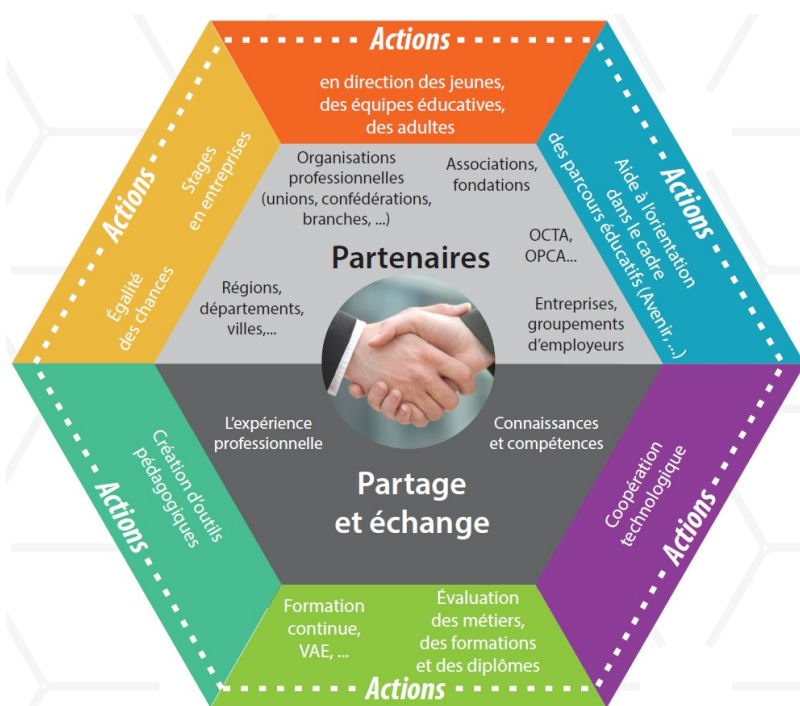 Actions
en direction des jeunes,
des équipes éducatives,
des adultes
Actions
Stages
en entreprises
Égalité
des chances
Actions
Aide à l'orientation
dans le cadre
des parcours éducatifs (Avenir, ...)
Organisations
professionnelles
(unions, confédérations,
branches, ...)
Associations,
fondations
OCTA,
OPCA...
Partenaires
Régions,
départements,
villes,...
Entreprises,
groupements
d'employeurs
L'expérience
professionnelle
Connaissances
et compétences
Partage
et échange
Création d'outils
pédagogiques
Actions
Coopération
technologique
Actions
Formation
continue,
VAE, ...
Évaluation
des métiers,
des formations
et des diplômes
Actions